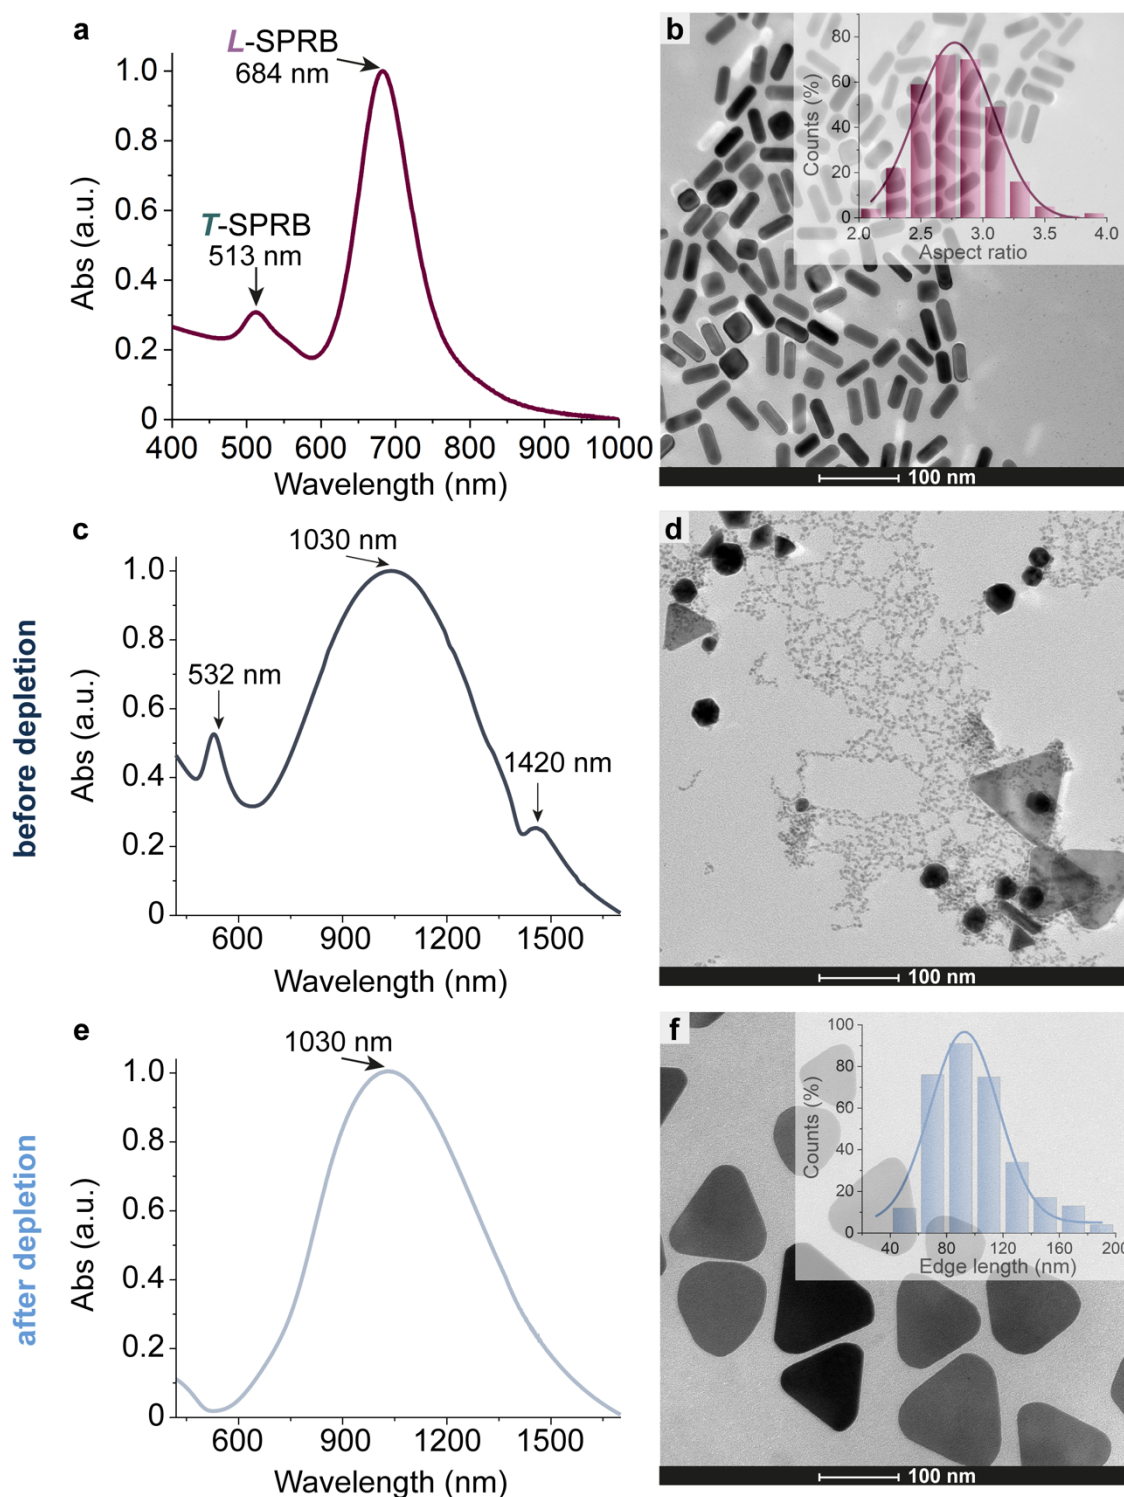 a
L-SPRB
684 nm
T-SPRB
513 nm
1.0
0.8
0.6
0.4
0.2
0
Abs (a.u.)
400 500 600 700 800 900 1000
Wavelength (nm)
b
80
60
40
20
0
Counts (%)
2.0 2.5 3.0 3.5 4.0
Aspect ratio
100 nm
before depletion
c
1030 nm
532 nm
1420 nm
1.0
0.8
0.6
0.4
0.2
0
Abs (a.u.)
600 900 1200 1500
Wavelength (nm)
d
100 nm
after depletion
e
1030 nm
1.0
0.8
0.6
0.4
0.2
0
Abs (a.u.)
600 900 1200 1500
Wavelength (nm)
f
100
80
60
40
20
0
Counts (%)
40 80 120 160 200
Edge length (nm)
100 nm